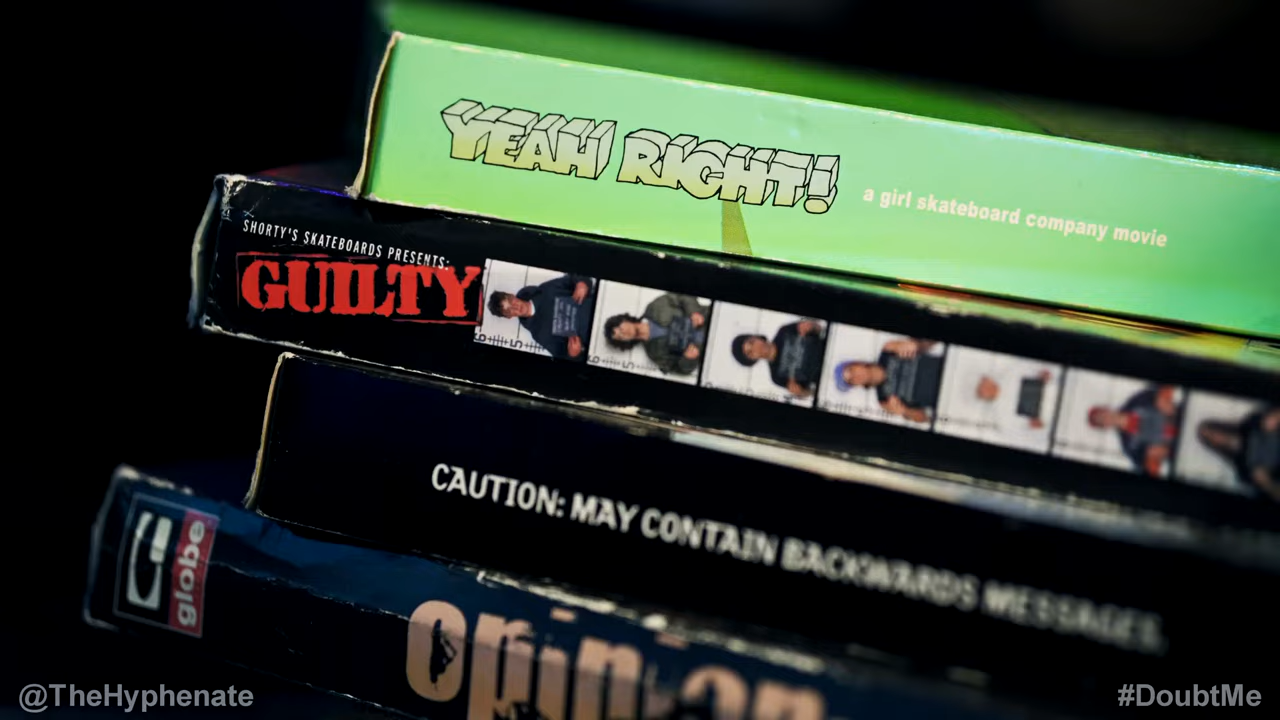 YEAH RIGHT!
a girl skateboard company movie
SHORTY'S SKATEBOARDS PRESENTS:
GUILTY
CAUTION: MAY CONTAIN BACKWARDS MESSAGES.
globe
opinion
@TheHyphenate
#DoubtMe